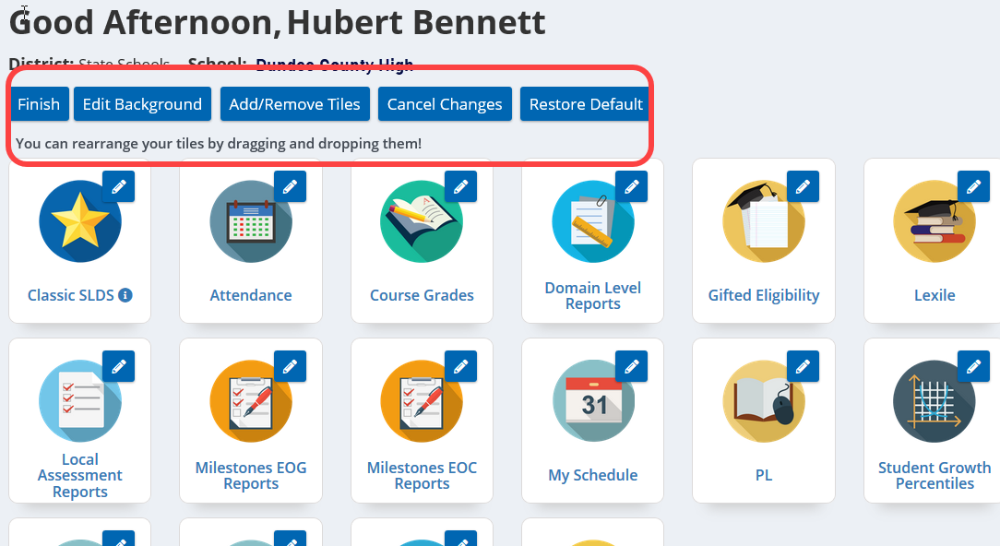 Good Afternoon, Hubert Bennett
District: State Schools School: Dundee County High
Finish Edit Background Add/Remove Tiles Cancel Changes Restore Default
You can rearrange your tiles by dragging and dropping them!
Classic SLDS
Attendance
Course Grades
Domain Level
Reports
Gifted Eligibility
Lexile
Local
Assessment
Reports
Milestones EOG
Reports
Milestones EOC
Reports
31
My Schedule
PL
Student Growth
Percentiles